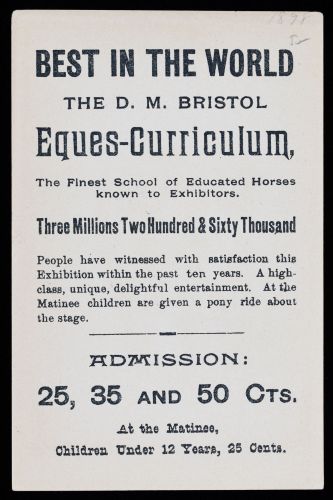 1891
BEST IN THE WORLD
THE D. M. BRISTOL
Eques-Curriculum,
The Finest School of Educated Horses
known to Exhibitors.
Three Millions Two Hundred & Sixty Thousand
People have witnessed with satisfaction this
Exhibition within the past ten years. A high-
class, unique, delightful entertainment. At the
Matinee children are given a pony ride about
the stage.
ADMISSION:
25, 35 AND 50 CTS.
At the Matinee,
Children Under 12 Years, 25 Cents.